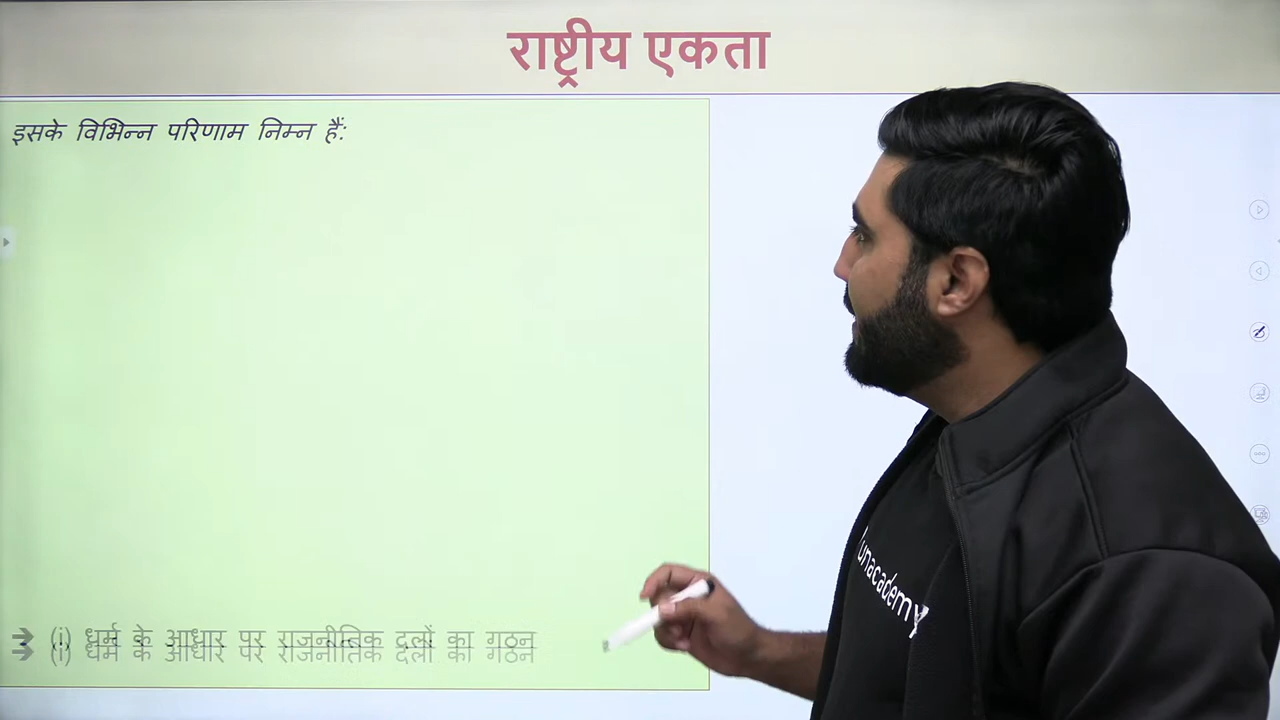 राष्ट्रीय एकता
इसके विभिन्न परिणाम निम्न हैं:
➔ (i) धर्म के आधार पर राजनीतिक दलों का गठन
unacademy